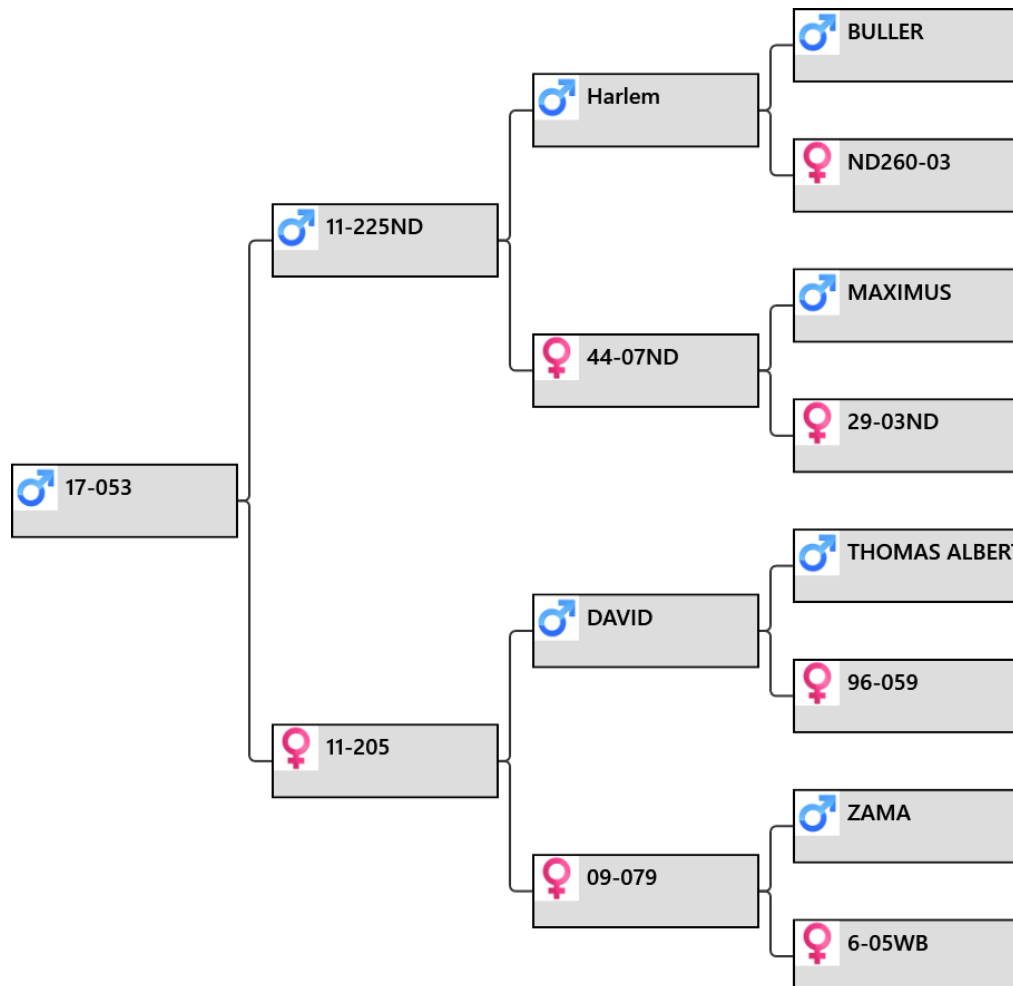 BULLER
Harlem
ND260-03
11-225ND
MAXIMUS
44-07ND
29-03ND
17-053
THOMAS ALBERT
DAVID
96-059
11-205
ZAMA
09-079
6-05WB